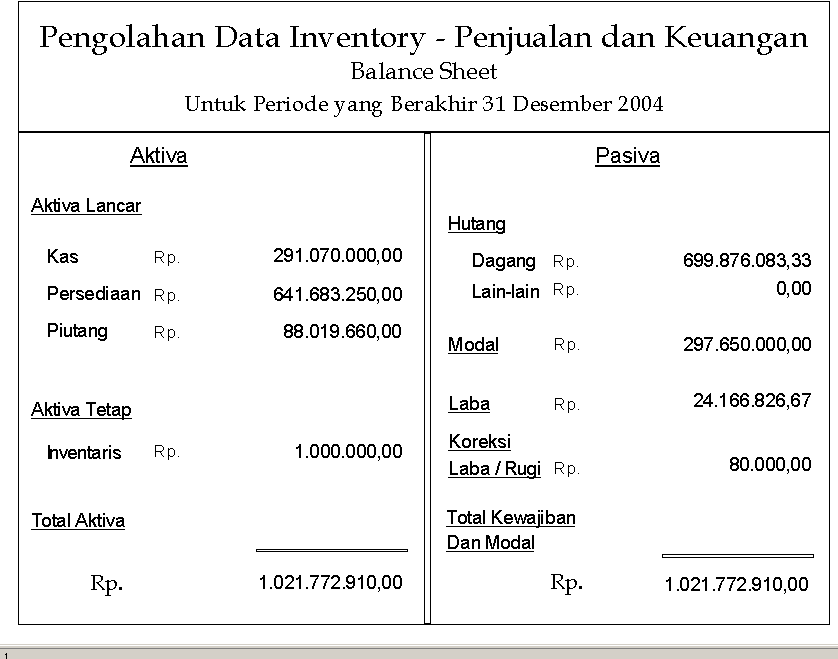 Pengolahan Data Inventory - Penjualan dan Keuangan
Balance Sheet
Untuk Periode yang Berakhir 31 Desember 2004
Aktiva
Aktiva Lancar
Kas Rp. 291.070.000,00
Persediaan Rp. 641.683.250,00
Piutang Rp. 88.019.660,00
Aktiva Tetap
Inventaris Rp. 1.000.000,00
Total Aktiva
Rp. 1.021.772.910,00
Pasiva
Hutang
Dagang Rp. 699.876.083,33
Lain-lain Rp. 0,00
Modal Rp. 297.650.000,00
Laba Rp. 24.166.826,67
Koreksi
Laba / Rugi Rp. 80.000,00
Total Kewajiban
Dan Modal
Rp. 1.021.772.910,00
1